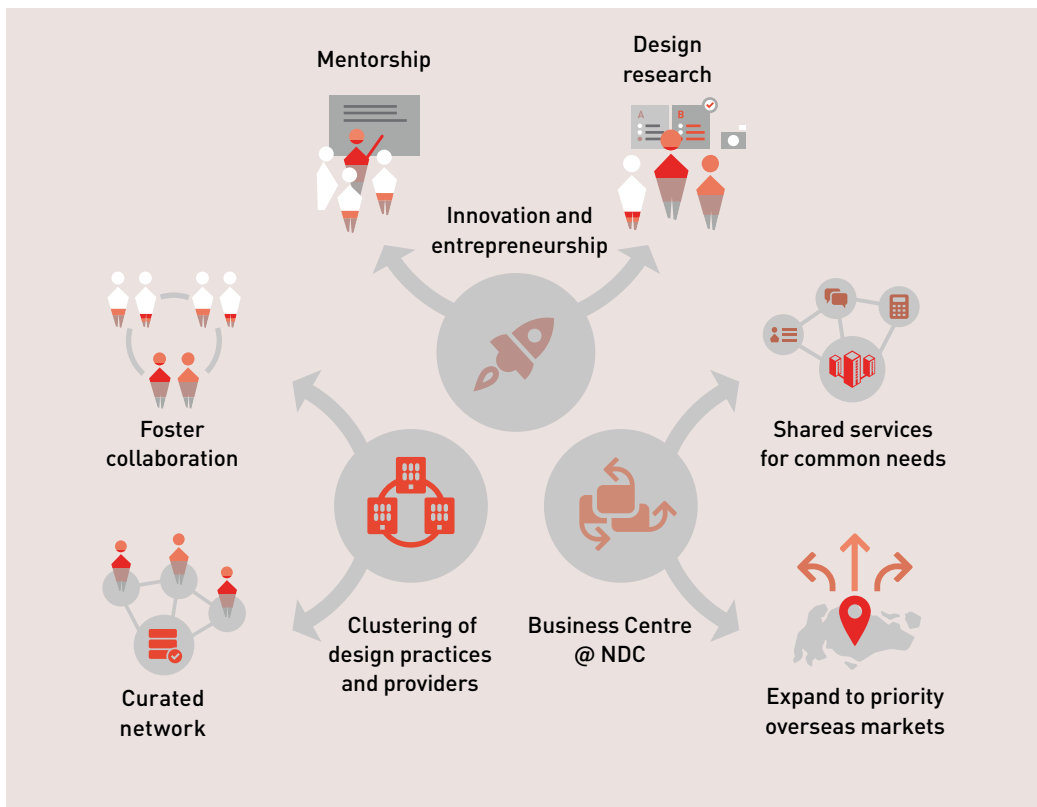 Mentorship
Design
research
A
B
Innovation and
entrepreneurship
Foster
collaboration
Shared services
for common needs
Curated
network
Clustering of
design practices
and providers
Business Centre
@ NDC
Expand to priority
overseas markets